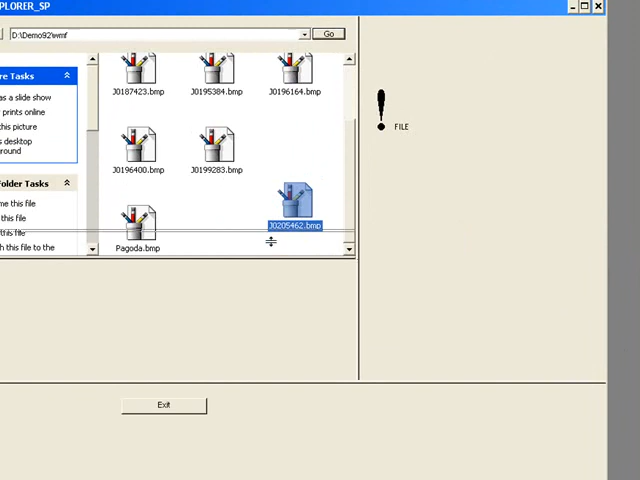 PLORER_SP
D:\Demo92\wmf
Go
re Tasks
as a slide show
prints online
this picture
s desktop
ound
J0187423.bmp J0195384.bmp J0196164.bmp
FILE
J0196400.bmp J0199283.bmp
Folder Tasks
me this file
this file
this file
h this file to the
J0205462.bmp
Pagoda.bmp
Exit